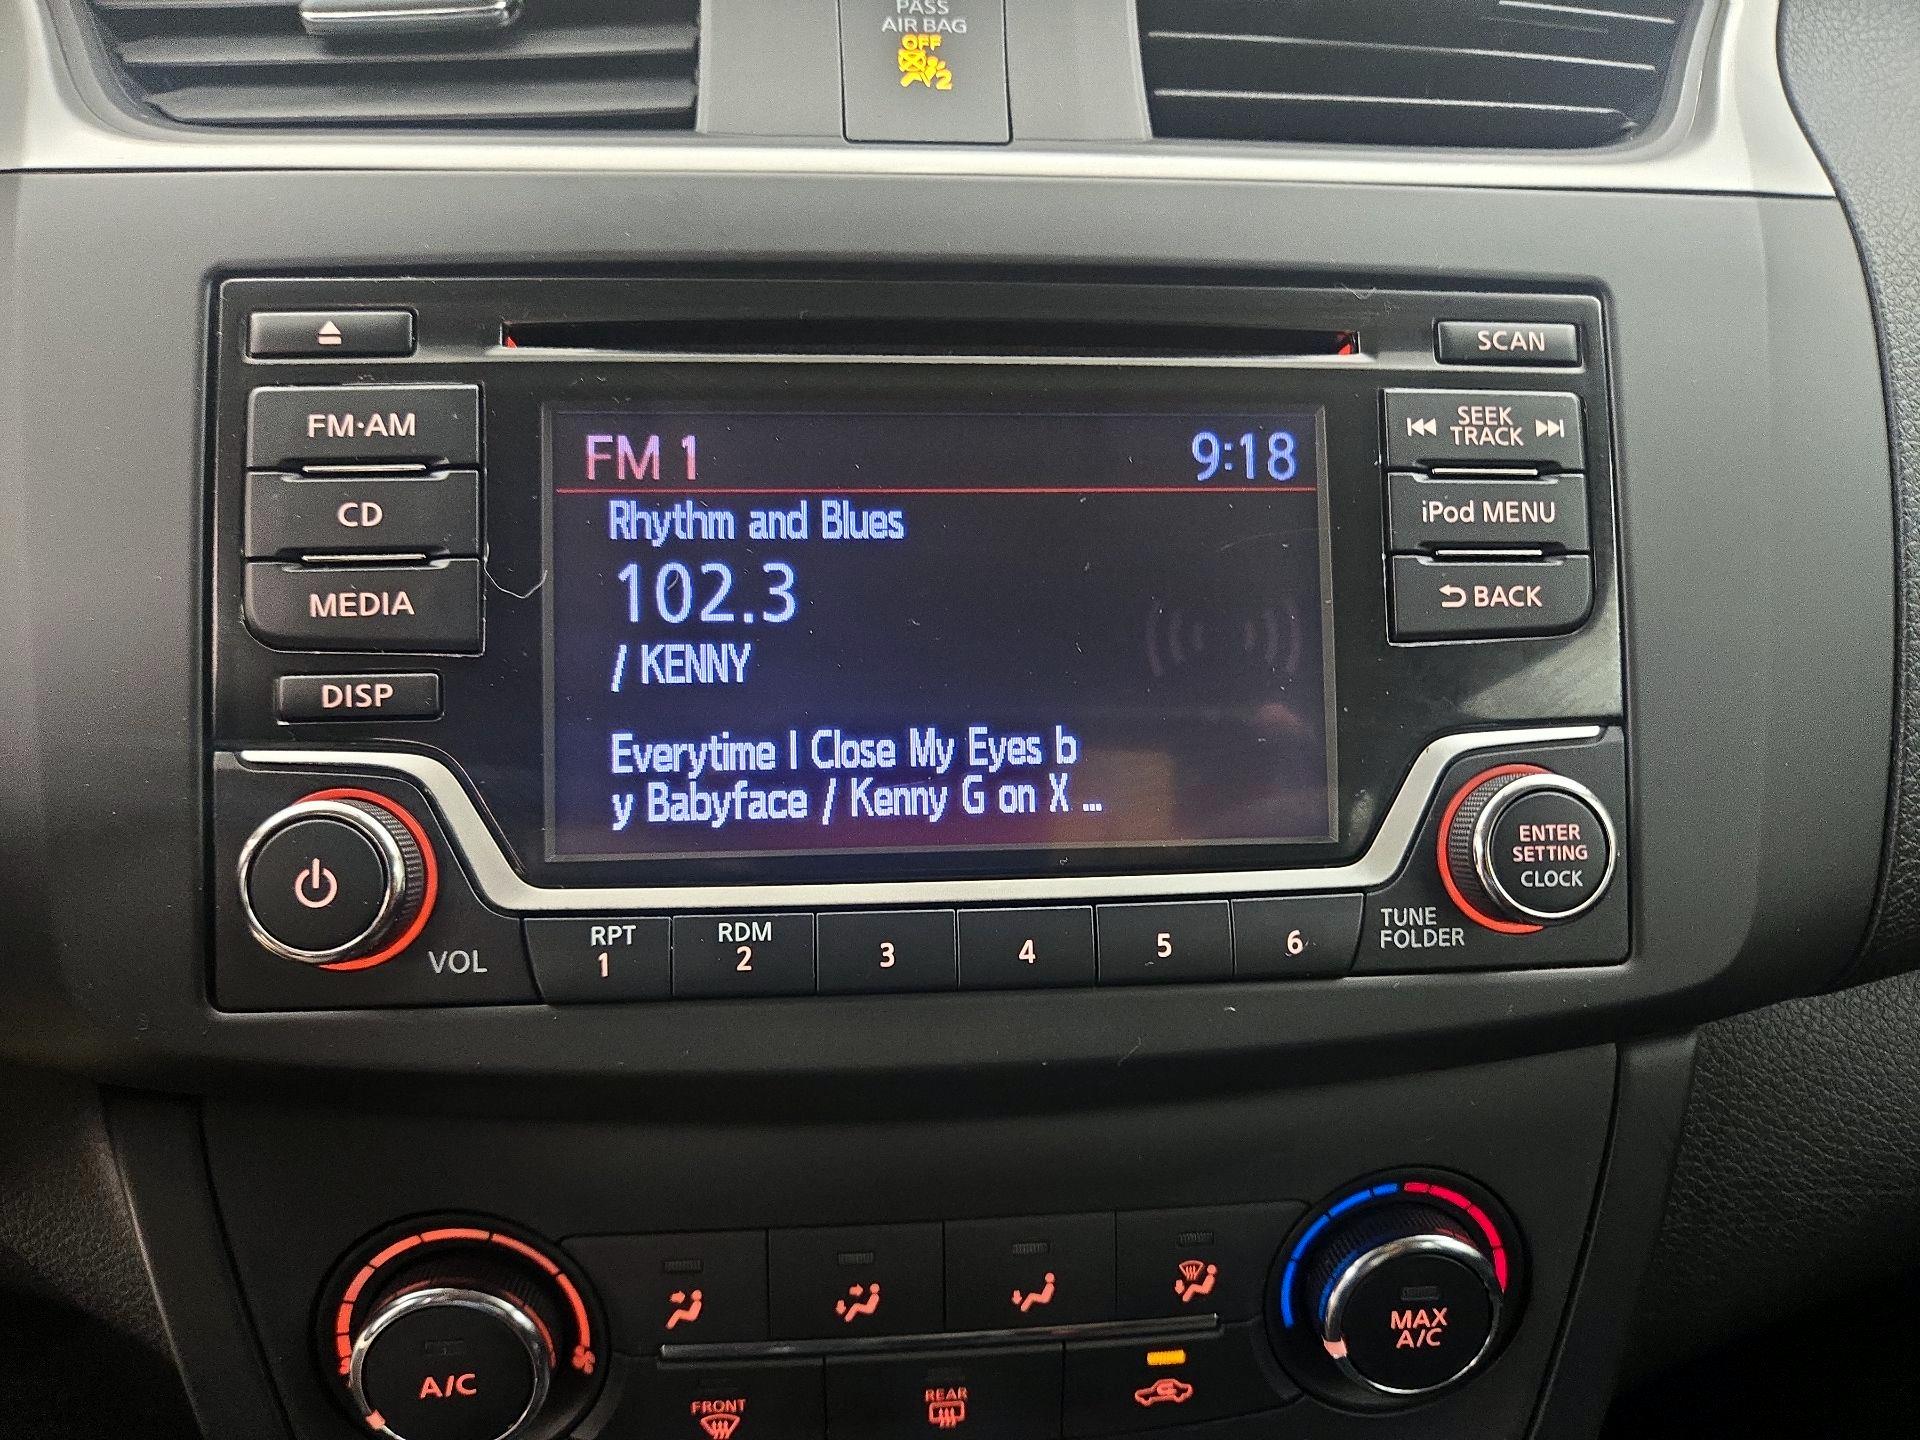 PASS
AIR BAG
OFF
2
SCAN
FM·AM
SEEK
TRACK
CD
iPod MENU
MEDIA
BACK
DISP
FM 1 9:18
Rhythm and Blues
102.3
/ KENNY
Everytime I Close My Eyes b
y Babyface / Kenny G on X ...
VOL
ENTER
SETTING
CLOCK
TUNE
FOLDER
RPT
1
RDM
2
3
4
5
6
A/C
MAX
A/C
FRONT
REAR